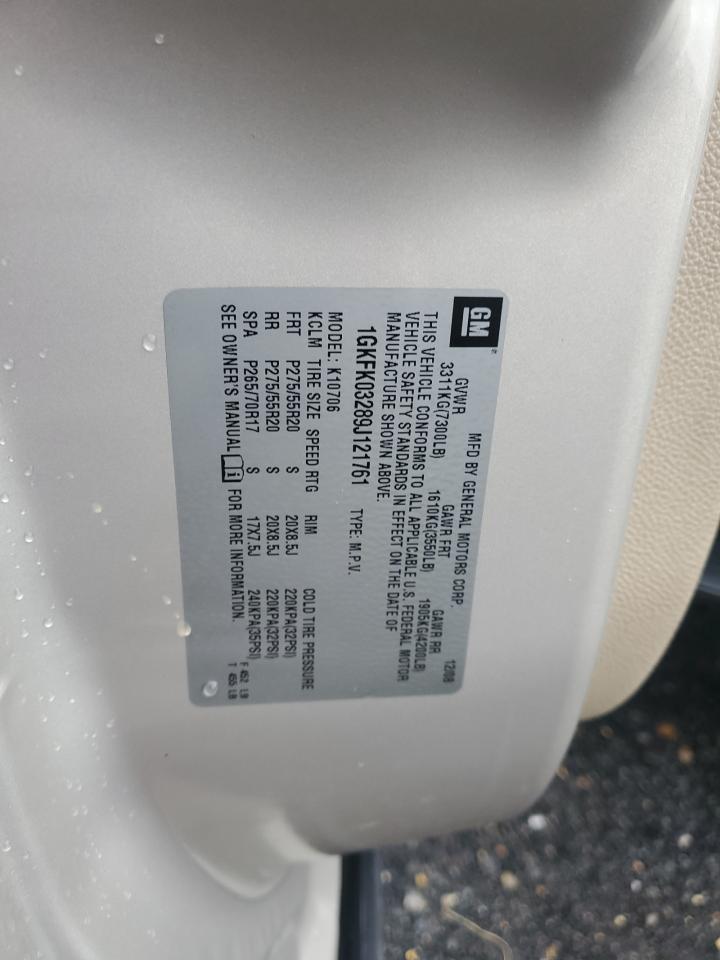 GM
MFD BY GENERAL MOTORS CORP. 12/08
GVWR GAWR FRT GAWR RR
3311KG(7300LB) 1610KG(3550LB) 1905KG(4200LB)
THIS VEHICLE CONFORMS TO ALL APPLICABLE U.S. FEDERAL MOTOR
VEHICLE SAFETY STANDARDS IN EFFECT ON THE DATE OF
MANUFACTURE SHOWN ABOVE.
1GKFK03289J121761 TYPE: M.P.V.
MODEL: K10706
KCLM TIRE SIZE SPEED RTG RIM COLD TIRE PRESSURE
FRT P275/55R20 S 20X8.5J 220KPA(32PSI)
RR P275/55R20 S 20X8.5J 220KPA(32PSI)
SPA P265/70R17 S 17X7.5J 240KPA(35PSI)
SEE OWNER'S MANUAL i FOR MORE INFORMATION.
F 452 LB
T 455 LB